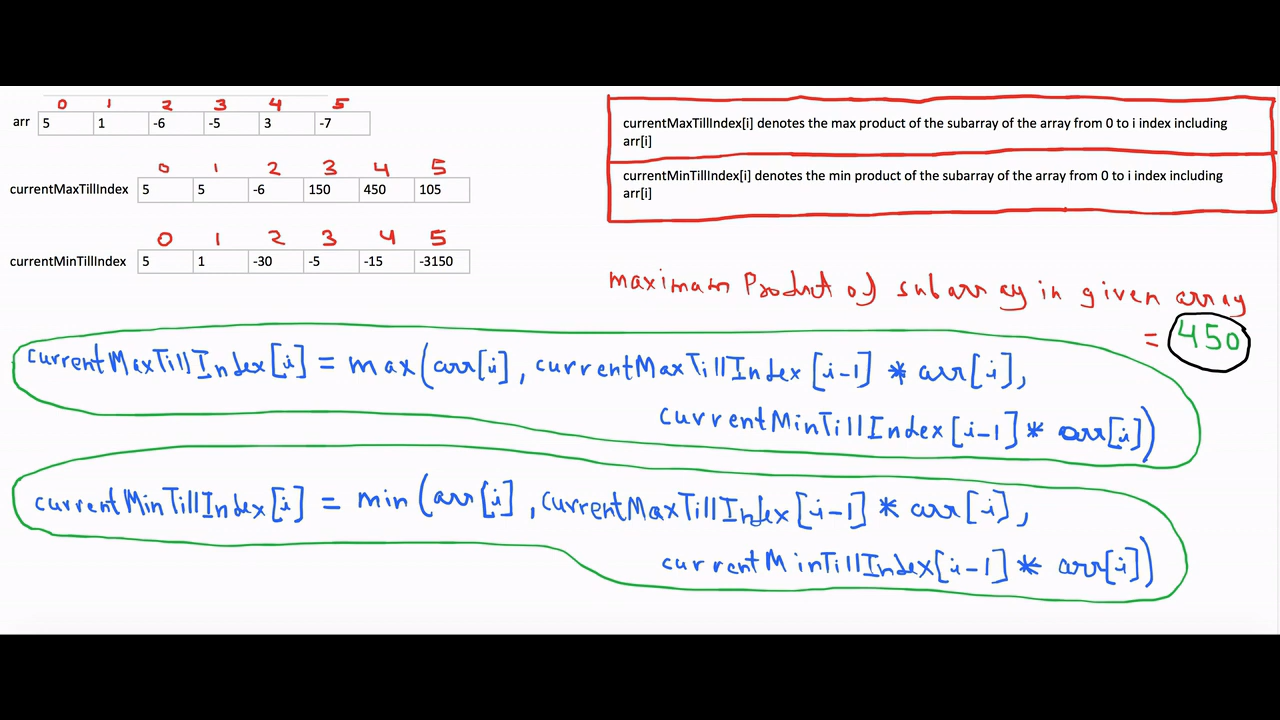 0 1 2 3 4 5
arr 5 1 -6 -5 3 -7
0 1 2 3 4 5
currentMaxTillIndex 5 5 -6 150 450 105
0 1 2 3 4 5
currentMinTillIndex 5 1 -30 -5 -15 -3150
currentMaxTillIndex[i] denotes the max product of the subarray of the array from 0 to i index including
arr[i]
currentMinTillIndex[i] denotes the min product of the subarray of the array from 0 to i index including
arr[i]
maximum Product of subarray in given array
= 450
currentMaxTillIndex[i] = max(arr[i], currentMaxTillIndex[i-1] * arr[i],
currentMinTillIndex[i-1] * arr[i])
currentMinTillIndex[i] = min(arr[i], currentMaxTillIndex[i-1] * arr[i],
currentMinTillIndex[i-1] * arr[i])